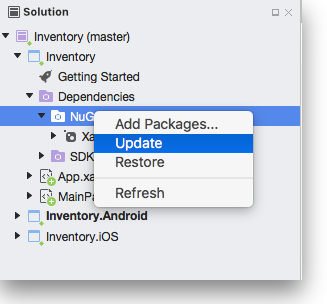 Solution
Inventory (master)
Inventory
Getting Started
Dependencies
NuG
Add Packages...
Update
Restore
Refresh
Xa
SDK
App.xa
MainPa
Inventory.Android
Inventory.iOS